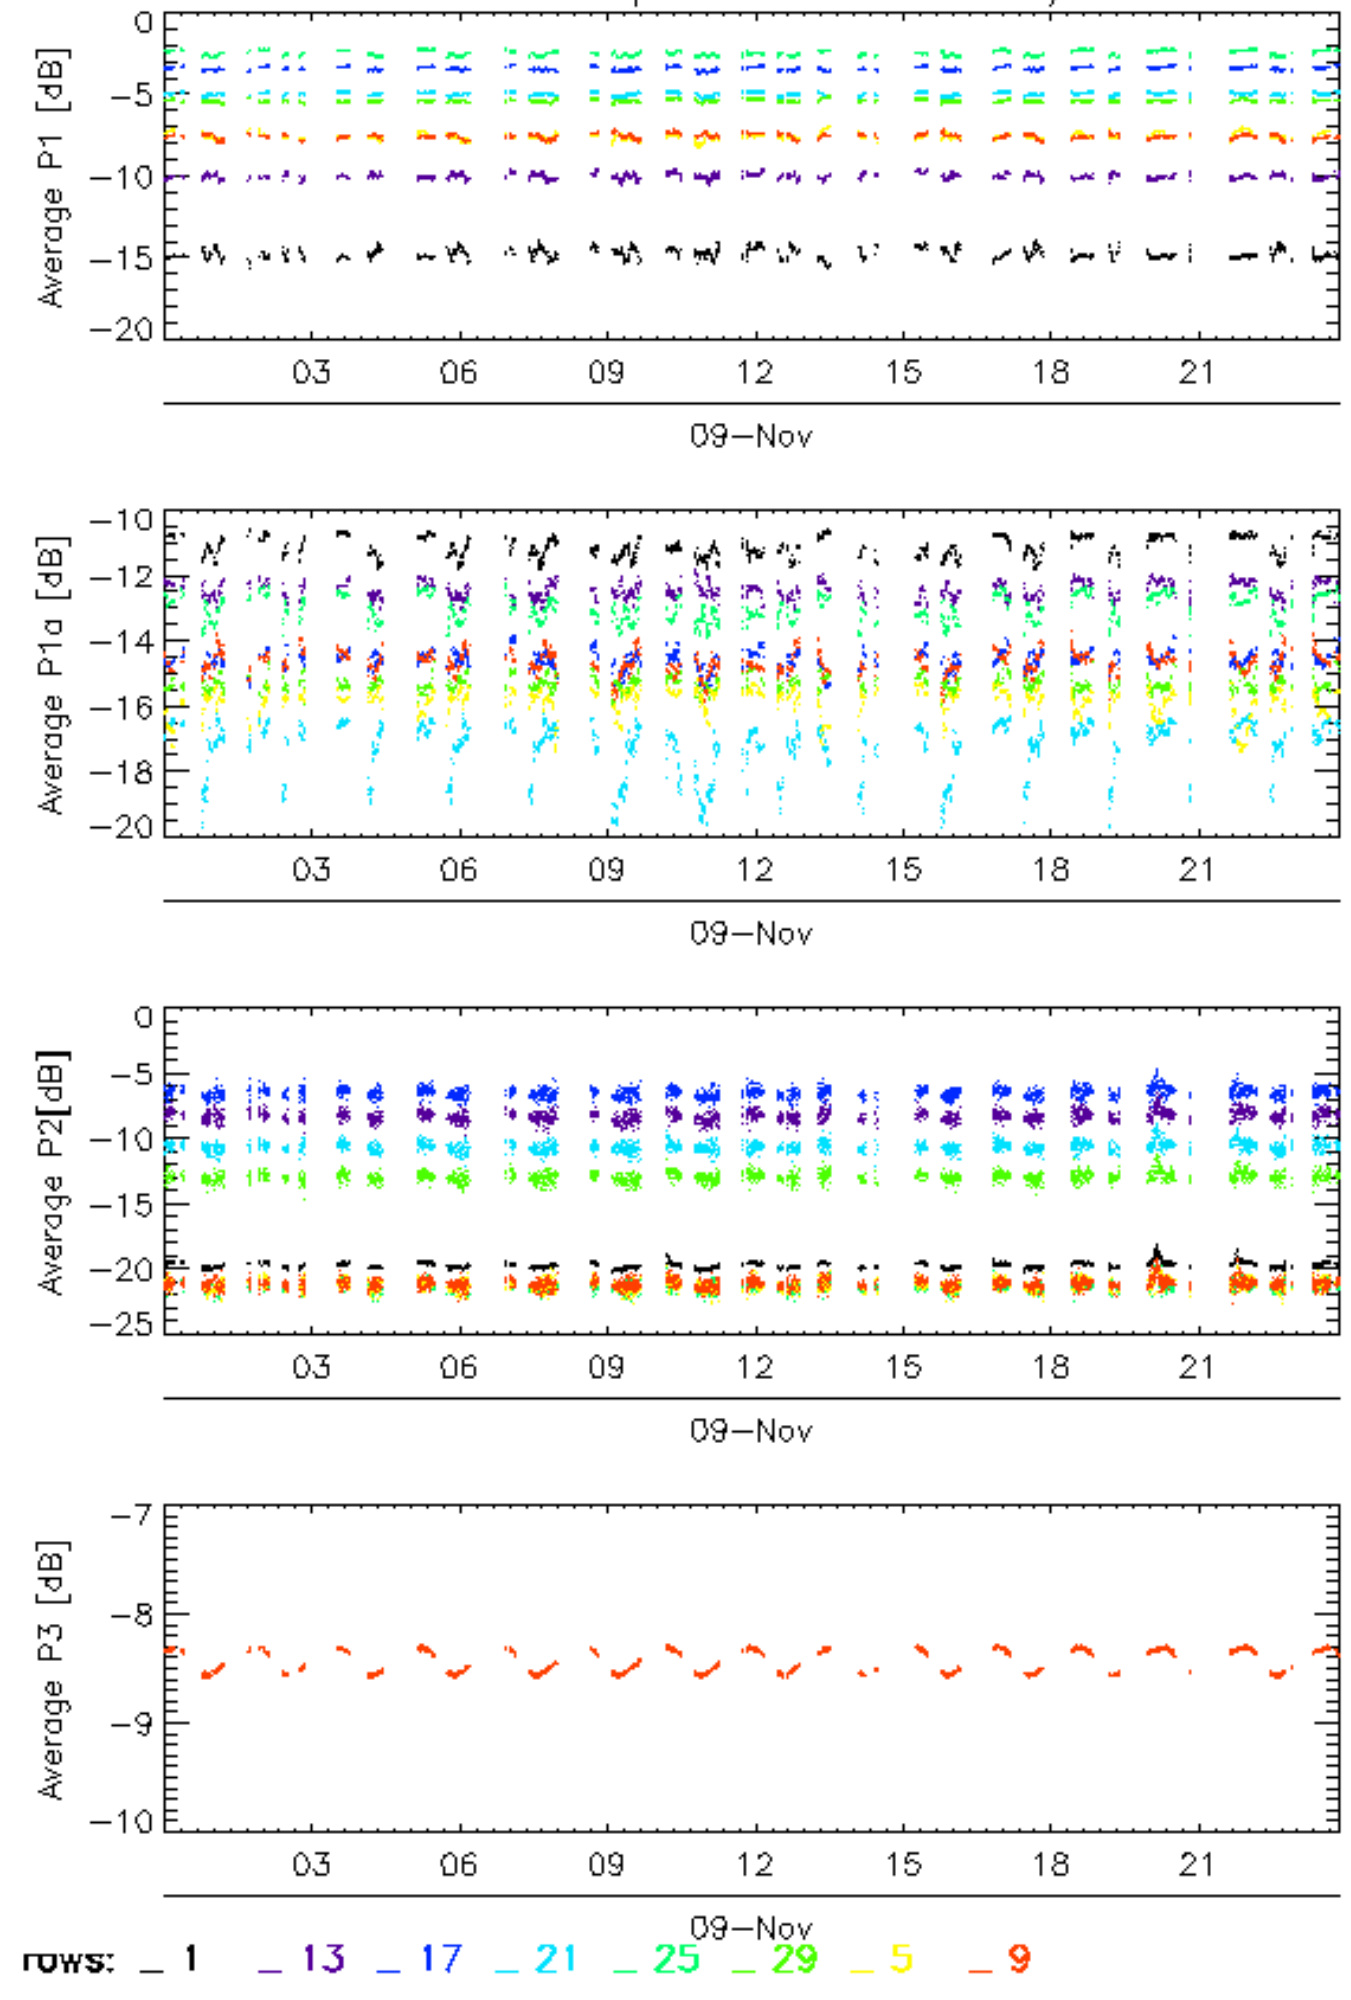 Average P1 [dB]
0
−5
−10
−15
−20
03 06 09 12 15 18 21
09−Nov
Average P1a [dB]
−10
−12
−14
−16
−18
−20
03 06 09 12 15 18 21
09−Nov
Average P2[dB]
0
−5
−10
−15
−20
−25
03 06 09 12 15 18 21
09−Nov
Average P3 [dB]
−7
−8
−9
−10
03 06 09 12 15 18 21
09−Nov
rows: _ 1 _ 13 _ 17 _ 21 _ 25 _ 29 _ 5 _ 9